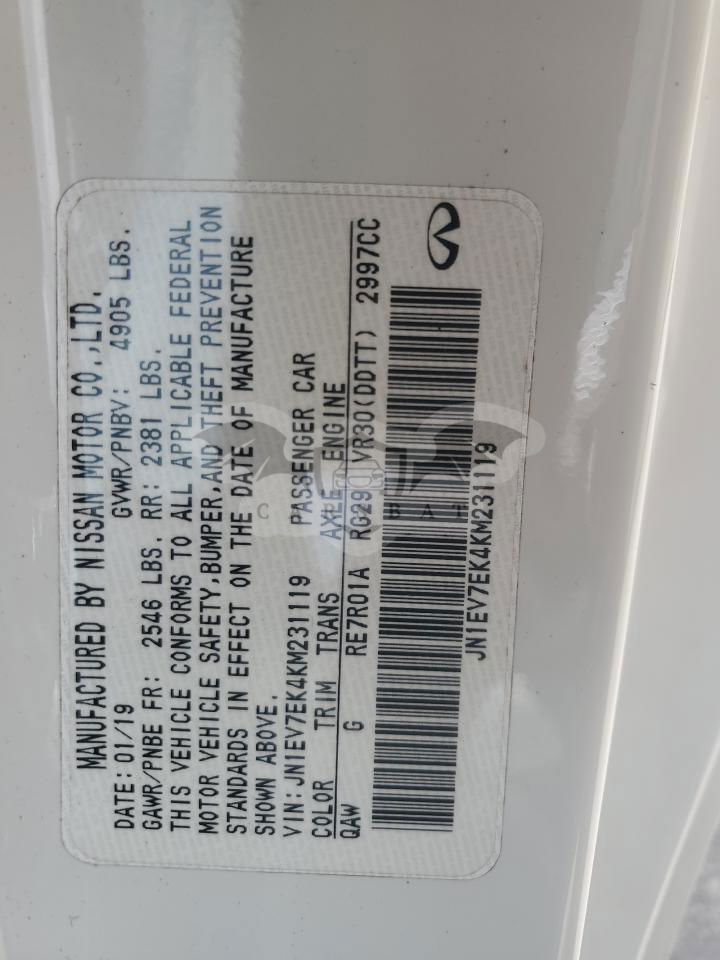 MANUFACTURED BY NISSAN MOTOR CO.,LTD.
DATE: 01/19 GVWR/PNBV: 4905 LBS.
GAWR/PNBE FR: 2546 LBS. RR: 2381 LBS.
THIS VEHICLE CONFORMS TO ALL APPLICABLE FEDERAL
MOTOR VEHICLE SAFETY,BUMPER,AND THEFT PREVENTION
STANDARDS IN EFFECT ON THE DATE OF MANUFACTURE
SHOWN ABOVE.
VIN:JN1EV7EK4KM231119 PASSENGER CAR
COLOR TRIM TRANS AXLE ENGINE
QAW G RE7R01A RG29 VR30(DDTT) 2997CC
JN1EV7EK4KM231119